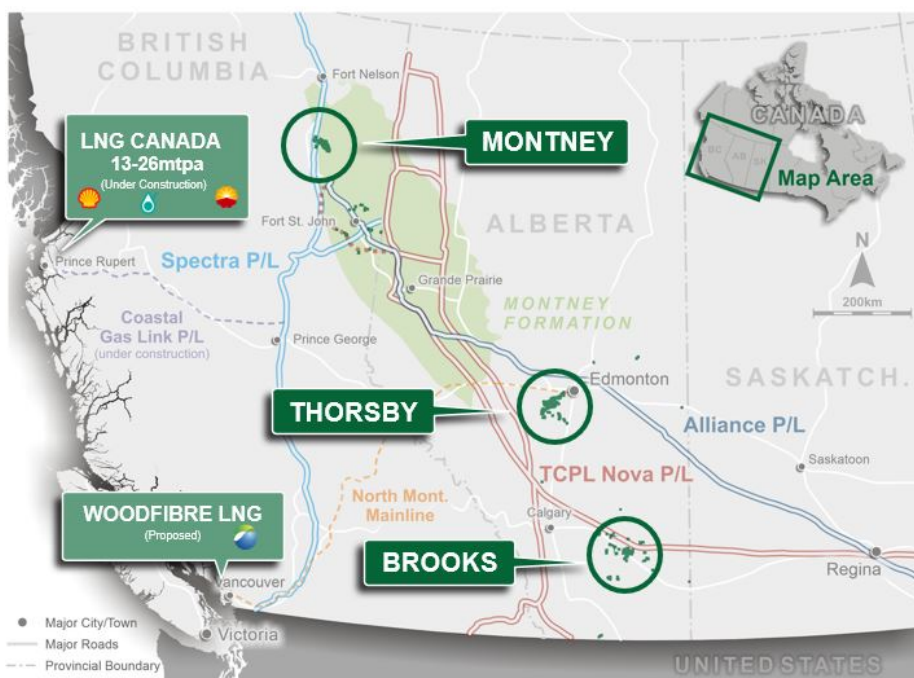 BRITISH
COLUMBIA
Fort Nelson
LNG CANADA
13-26mtpa
(Under Construction)
MONTNEY
CANADA
BC
AB
SK
Map Area
Fort St. John
ALBERTA
N
Prince Rupert
Spectra P/L
Grande Prairie
200km
Coastal
Gas Link P/L
(under construction)
MONTNEY
FORMATION
Prince George
Edmonton
SASKATCH.
THORSBY
Alliance P/L
Saskatoon
TCPL Nova P/L
North Mont.
Mainline
WOODFIBRE LNG
(Proposed)
Calgary
BROOKS
Regina
vancouver
Major City/Town
Victoria
Major Roads
Provincial Boundary
UNITED STATES